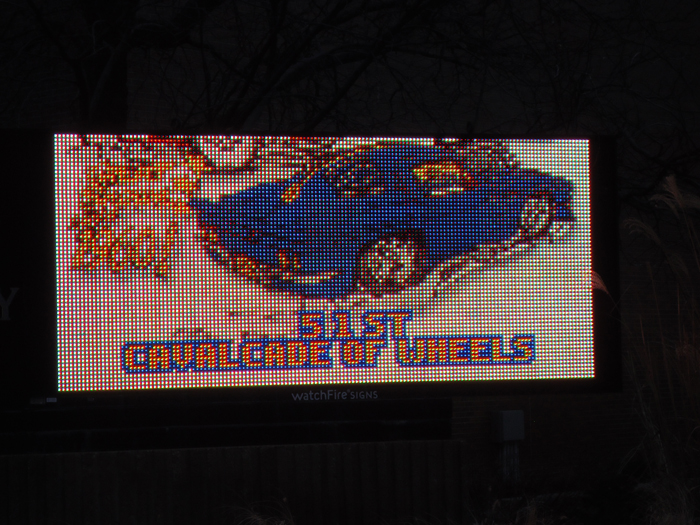 51ST
CAVALCADE OF WHEELS
watchFire SIGNS
Y